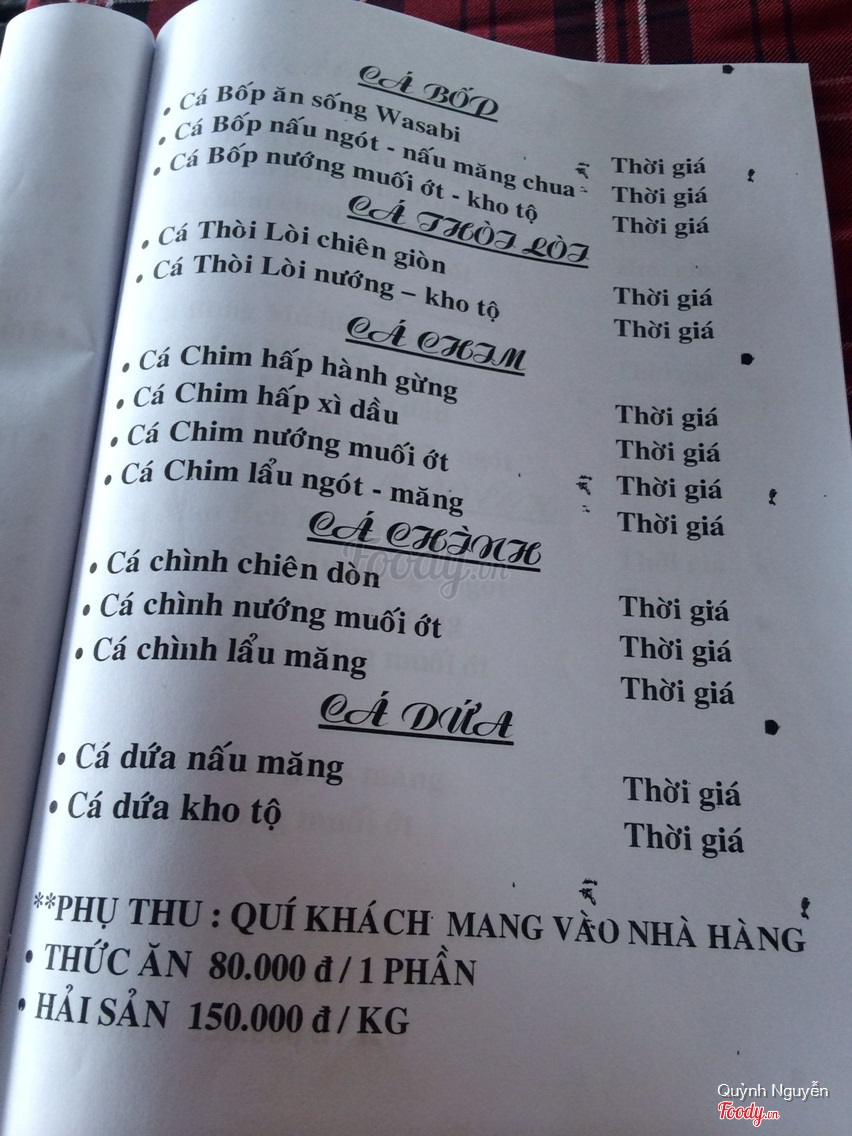 CÁ BỐP
• Cá Bốp ăn sống Wasabi Thời giá
• Cá Bốp nấu ngót - nấu măng chua Thời giá
• Cá Bốp nướng muối ớt - kho tộ Thời giá
CÁ THÒI LÒI
• Cá Thòi Lòi chiên giòn Thời giá
• Cá Thòi Lòi nướng – kho tộ Thời giá
CÁ CHIM
• Cá Chim hấp hành gừng Thời giá
• Cá Chim hấp xì dầu Thời giá
• Cá Chim nướng muối ớt Thời giá
• Cá Chim lẩu ngót - măng Thời giá
CÁ CHÌNH
• Cá chình chiên dòn Thời giá
• Cá chình nướng muối ớt Thời giá
• Cá chình lẩu măng Thời giá
CÁ DỨA
• Cá dứa nấu măng Thời giá
• Cá dứa kho tộ Thời giá
**PHỤ THU : QUÍ KHÁCH MANG VÀO NHÀ HÀNG
• THỨC ĂN 80.000 đ / 1 PHẦN
• HẢI SẢN 150.000 đ / KG
Foody.vn
Quỳnh Nguyễn
Foody.vn